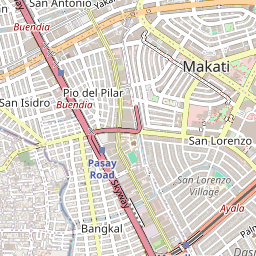 San Antonio
Buendia
Makati
Pio del Pilar
San Isidro
Buendia
San Lorenzo
Pasay
Road
Skyway
San Lorenzo
Village
Ayala
Bangkal